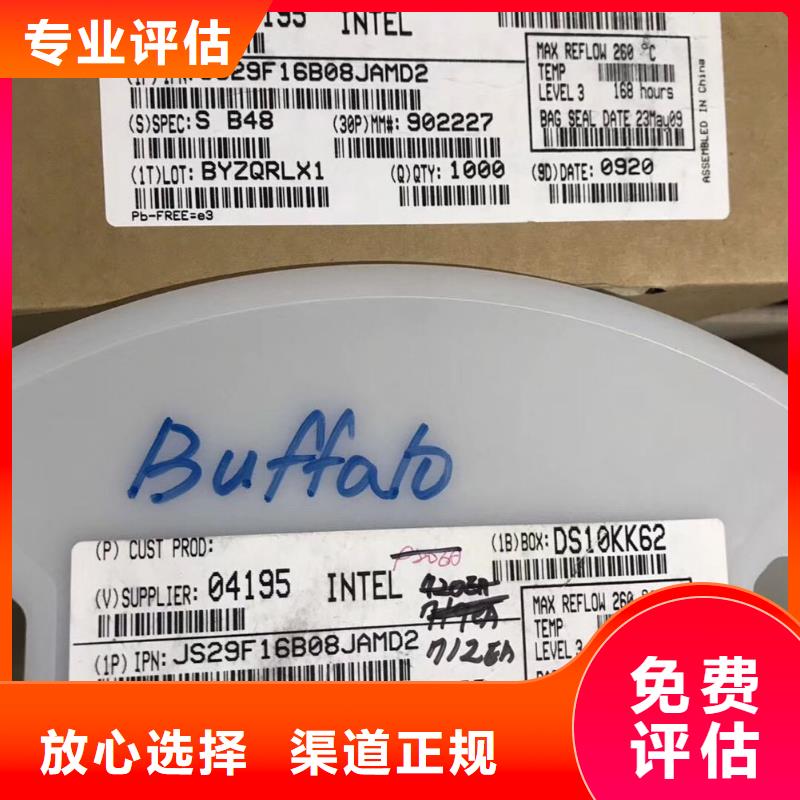 专业评估
195 INTEL
(1P) IPN: JS29F16B08JAMD2
MAX REFLOW 260 °C
TEMP
LEVEL 3 168 hours
BAG SEAL DATE 23May09
ASSEMBLED IN China
(S)SPEC: S B48 (30P)MM#: 902227
(1T)LOT: BYZQRLX1 (Q)QTY: 1000 (9D)DATE: 0920
Pb-FREE=e3
Buffalo
(P) CUST PROD: (1B)BOX: DS10KK62
(V)SUPPLIER: 04195 INTEL
420EA
712EA
(1P) IPN: JS29F16B08JAMD2
MAX REFLOW 260
TEMP
LEVEL 3
免费
评估
放心选择 渠道正规